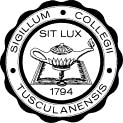 SIGILLUM COLLEGII TUSCULANENSIS
SIT LUX
1794